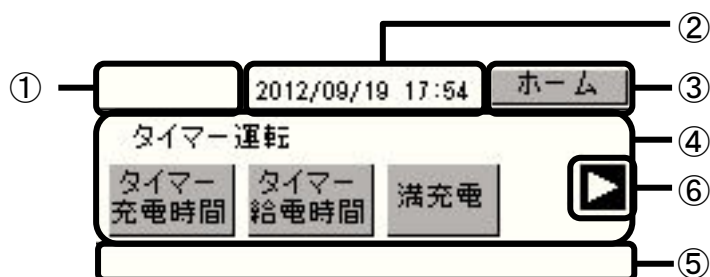 ②
①
2012/09/19 17:54
ホーム
③
タイマー運転
④
タイマー
充電時間
タイマー
給電時間
満充電
⑥
⑤